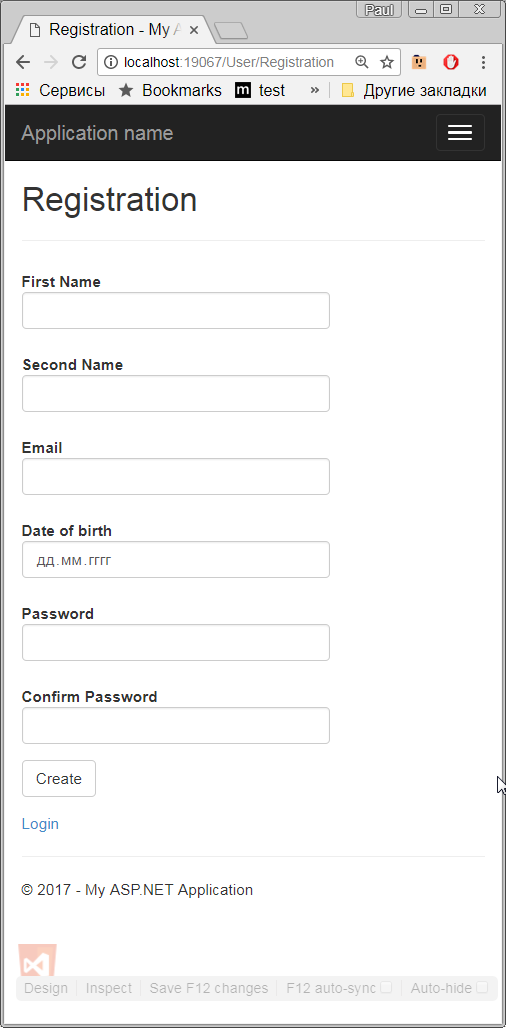 Paul
Registration - My A
localhost:19067/User/Registration
Сервисы Bookmarks m test » Другие закладки
Application name
Registration
First Name
Second Name
Email
Date of birth
дд.мм.гггг
Password
Confirm Password
Create
Login
© 2017 - My ASP.NET Application
Design Inspect Save F12 changes F12 auto-sync Auto-hide